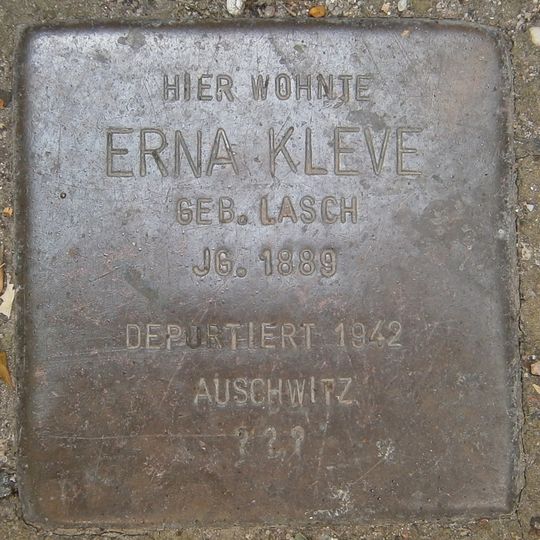 HIER WOHNTE
ERNA KLEVE
GEB. LASCH
JG. 1889
DEPORTIERT 1942
AUSCHWITZ
? ? ?